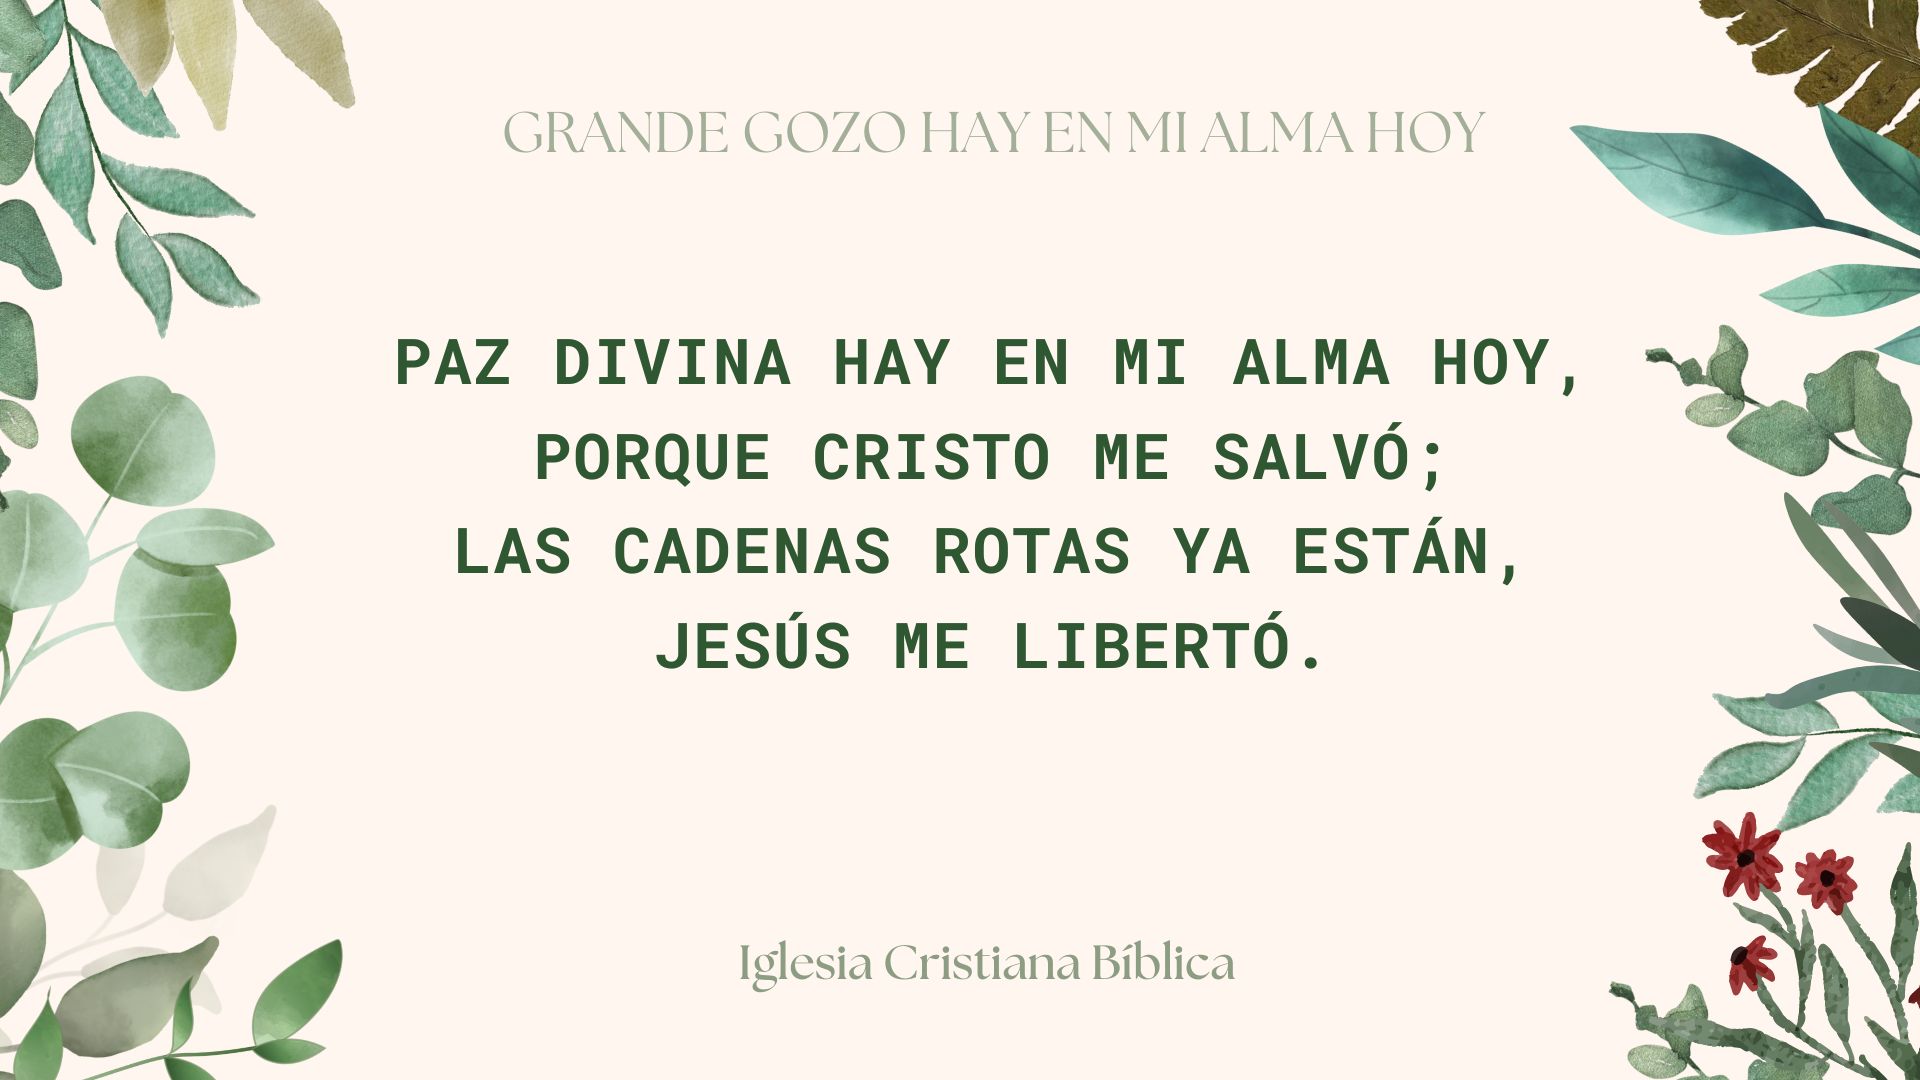 GRANDE GOZO HAY EN MI ALMA HOY
PAZ DIVINA HAY EN MI ALMA HOY,
PORQUE CRISTO ME SALVÓ;
LAS CADENAS ROTAS YA ESTÁN,
JESÚS ME LIBERTÓ.
Iglesia Cristiana Bíblica